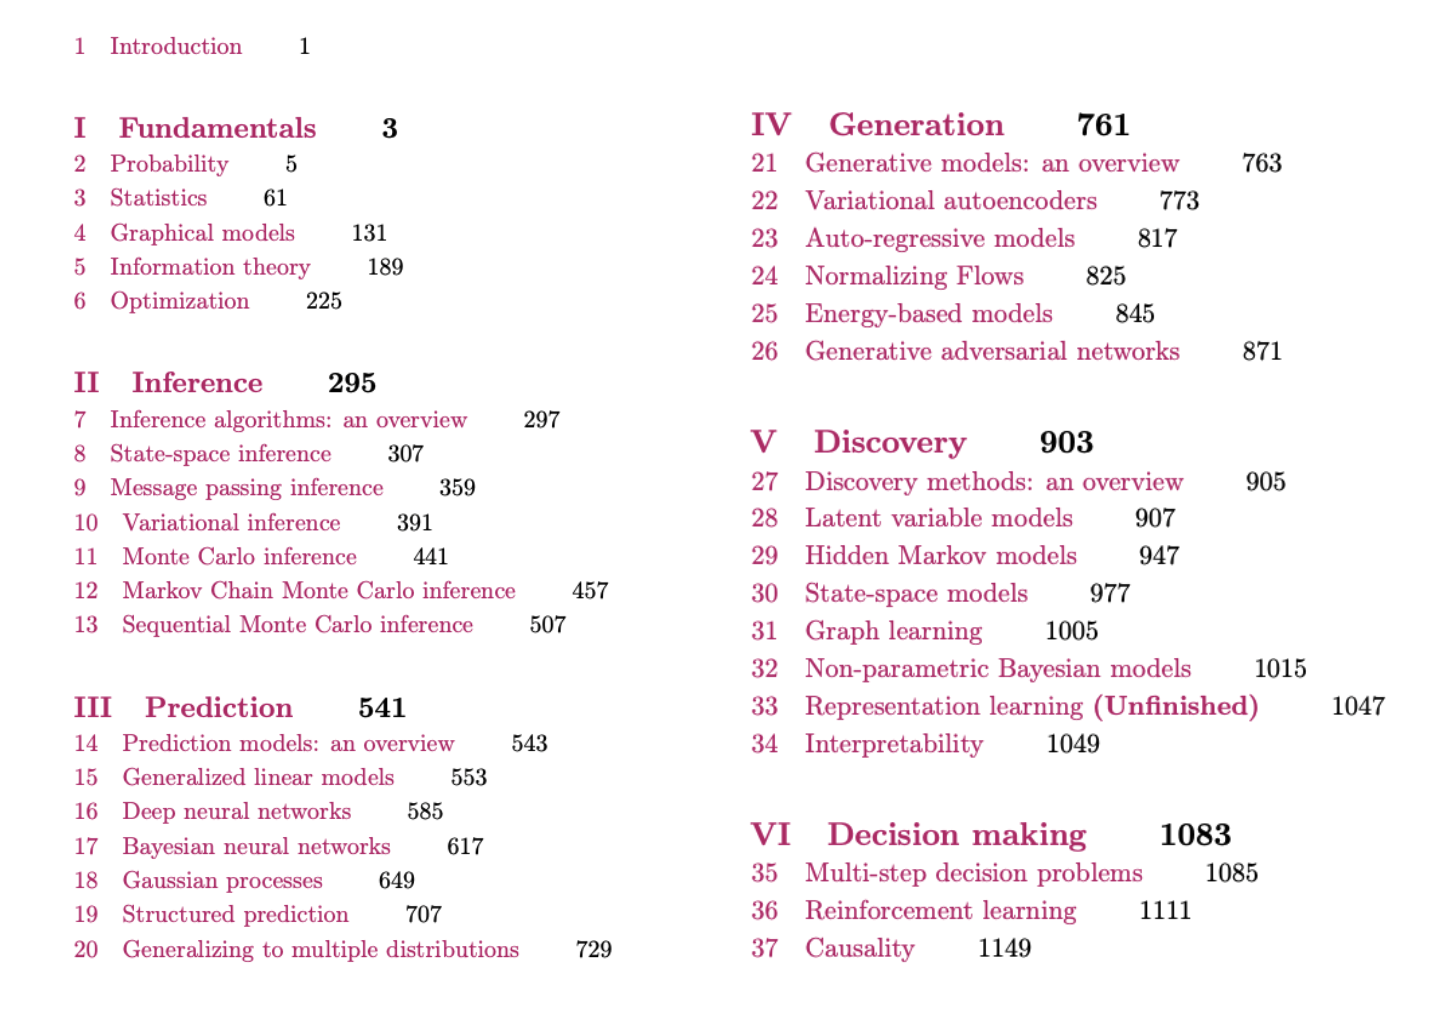 1 Introduction 1
I Fundamentals 3
2 Probability 5
3 Statistics 61
4 Graphical models 131
5 Information theory 189
6 Optimization 225
II Inference 295
7 Inference algorithms: an overview 297
8 State-space inference 307
9 Message passing inference 359
10 Variational inference 391
11 Monte Carlo inference 441
12 Markov Chain Monte Carlo inference 457
13 Sequential Monte Carlo inference 507
III Prediction 541
14 Prediction models: an overview 543
15 Generalized linear models 553
16 Deep neural networks 585
17 Bayesian neural networks 617
18 Gaussian processes 649
19 Structured prediction 707
20 Generalizing to multiple distributions 729
IV Generation 761
21 Generative models: an overview 763
22 Variational autoencoders 773
23 Auto-regressive models 817
24 Normalizing Flows 825
25 Energy-based models 845
26 Generative adversarial networks 871
V Discovery 903
27 Discovery methods: an overview 905
28 Latent variable models 907
29 Hidden Markov models 947
30 State-space models 977
31 Graph learning 1005
32 Non-parametric Bayesian models 1015
33 Representation learning (Unfinished) 1047
34 Interpretability 1049
VI Decision making 1083
35 Multi-step decision problems 1085
36 Reinforcement learning 1111
37 Causality 1149